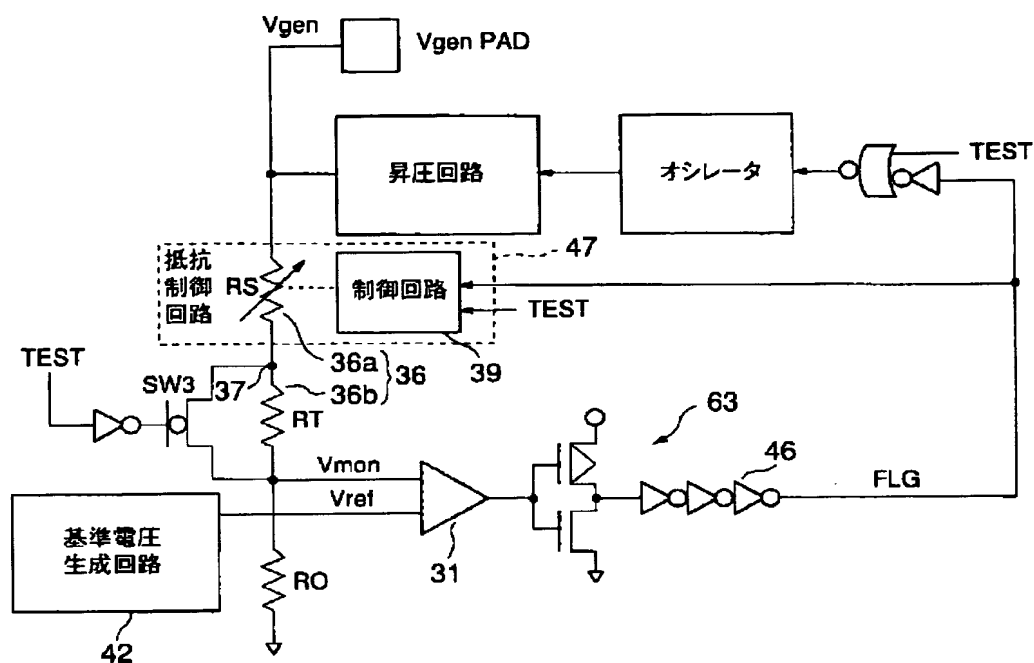 Vgen
Vgen PAD
昇圧回路
オシレータ
TEST
47
抵抗
制御
回路
RS
制御回路
TEST
39
36a
36b
36
37
TEST
SW3
RT
63
46
Vmon
Vref
FLG
31
基準電圧
生成回路
42
RO